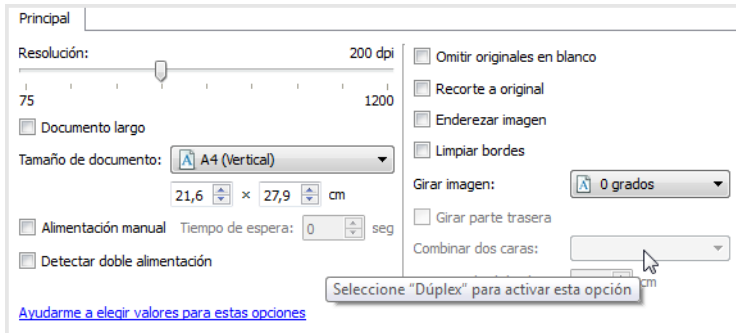 Principal
Resolución: 200 dpi
75 1200
Documento largo
Tamaño de documento: A4 (Vertical)
21,6 × 27,9 cm
Alimentación manual Tiempo de espera: 0 seg
Detectar doble alimentación
Ayudarme a elegir valores para estas opciones
Omitir originales en blanco
Recorte a original
Enderezar imagen
Limpiar bordes
Girar imagen: 0 grados
Girar parte trasera
Combinar dos caras:
cm
Seleccione "Dúplex" para activar esta opción